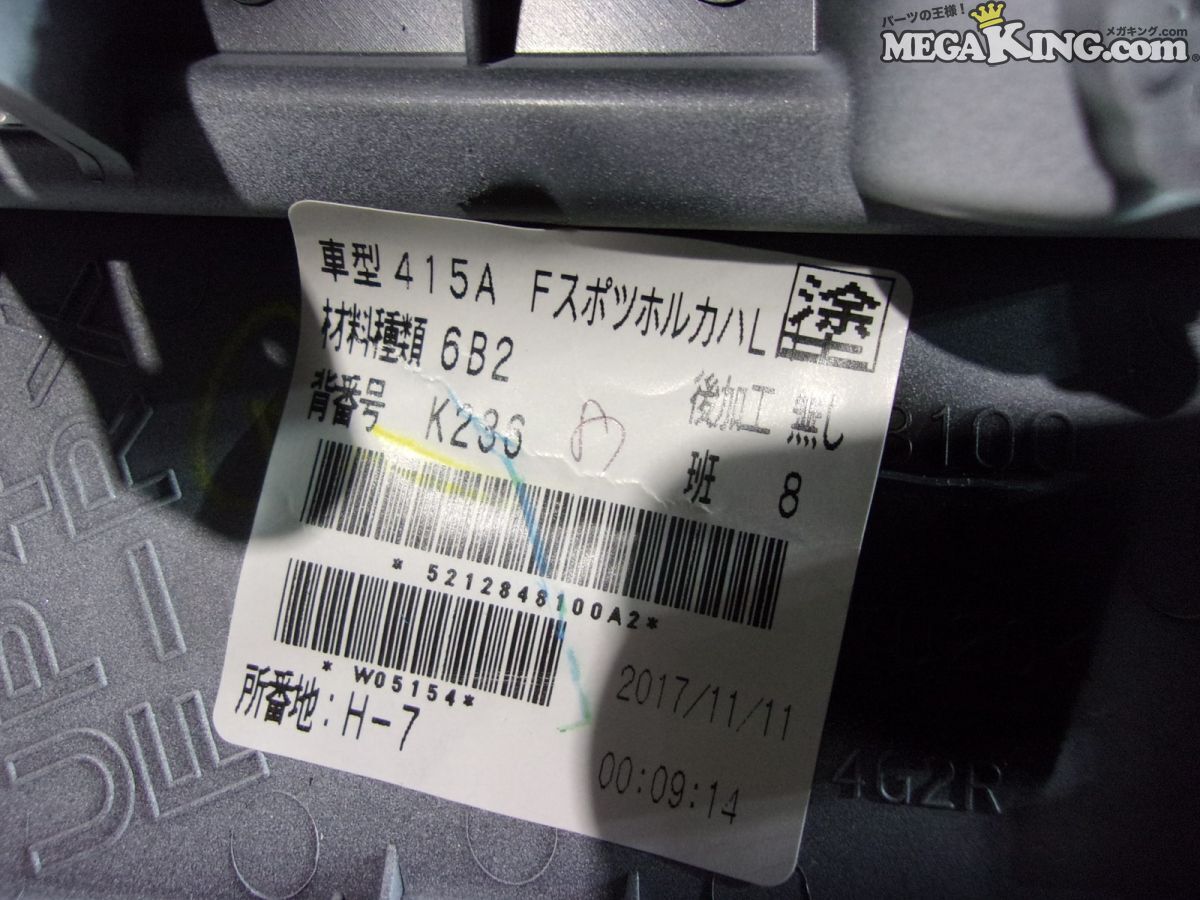 パーツの王様！
メガキング.com
MEGAKING.com®
車型 415A FスポツホルカハL 塗
材料種類 6B2
後加工 無し
背番号 K23S
班 8
*5212848100A2*
*W05154*
所番地：H-7
2017/11/11
00:09:14
8100
4G2R